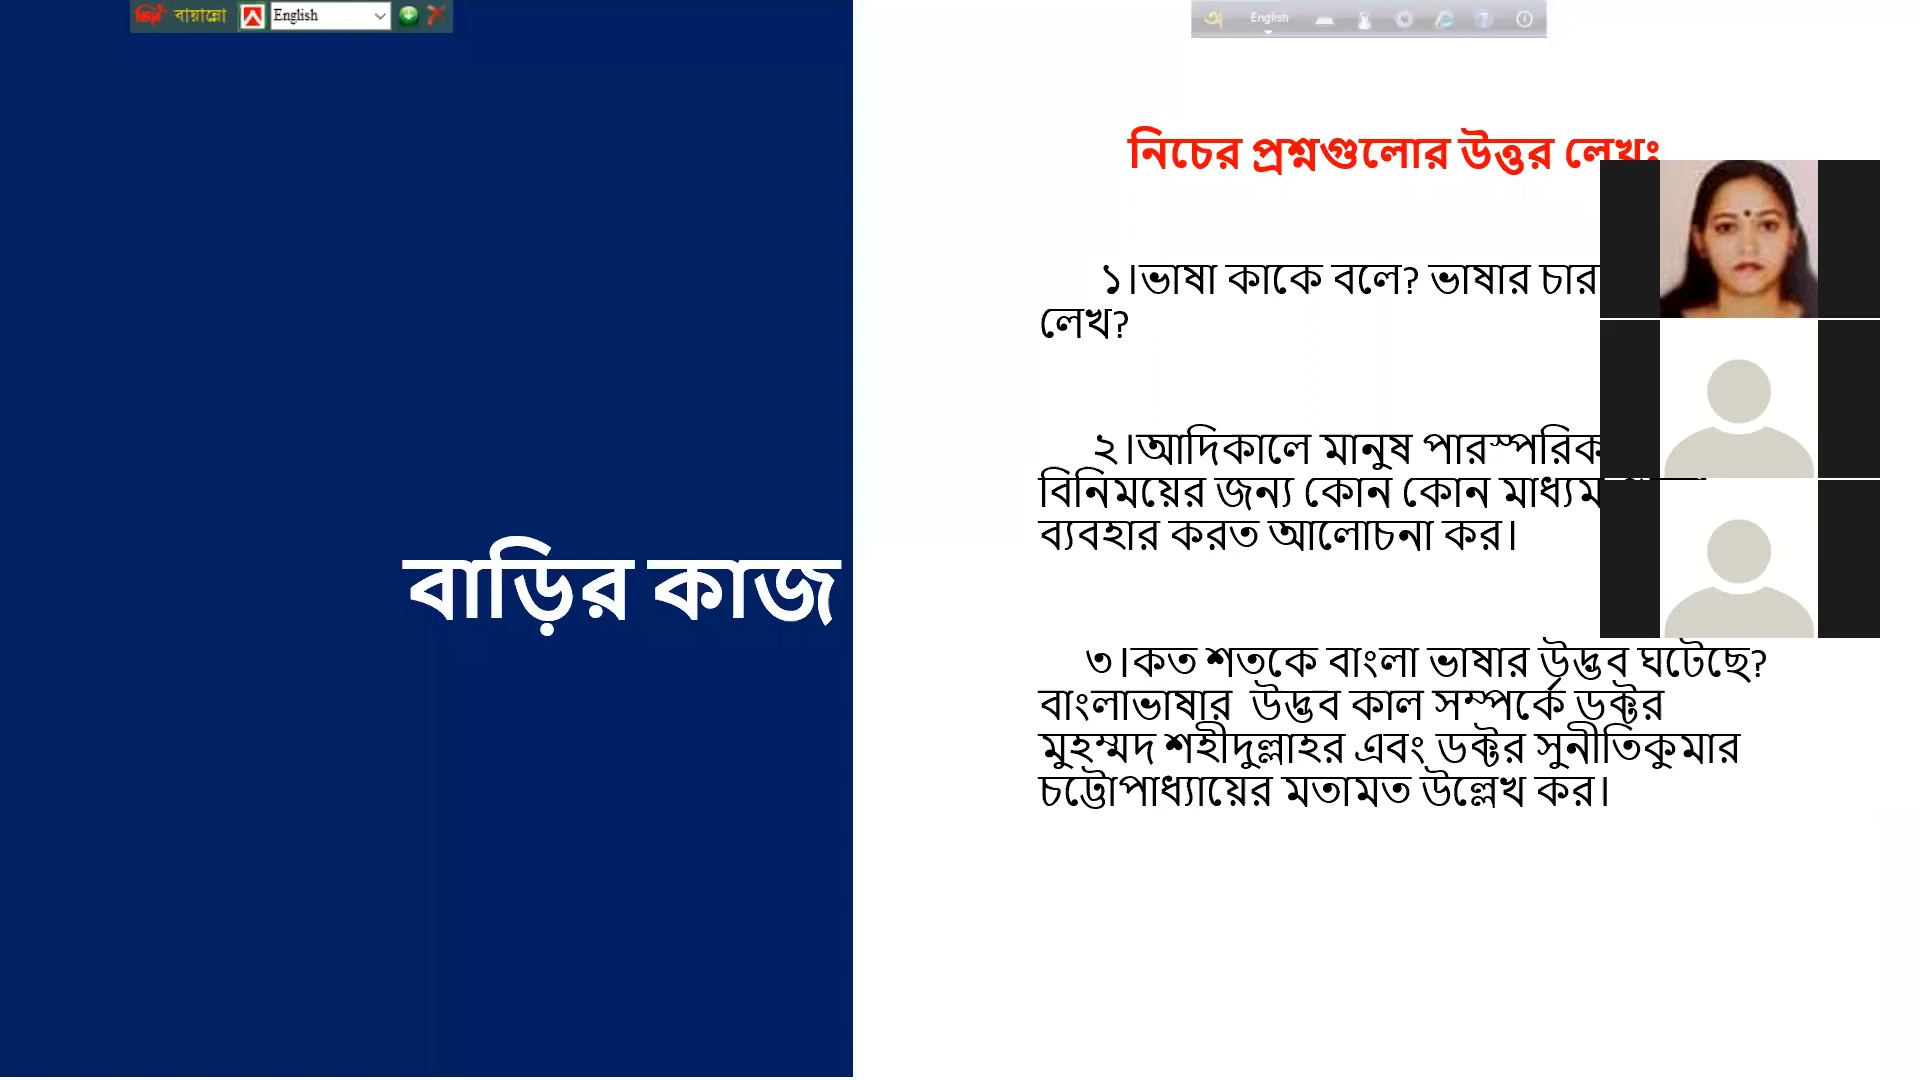 বায়ান্নো English
English
নিচের প্রশ্নগুলোর উত্তর লেখঃ
১।ভাষা কাকে বলে? ভাষার চার
লেখ?
২।আদিকালে মানুষ পারস্পরিক
বিনিময়ের জন্য কোন কোন মাধ্যম
ব্যবহার করত আলোচনা কর।
বাড়ির কাজ
৩।কত শতকে বাংলা ভাষার উদ্ভব ঘটেছে?
বাংলাভাষার উদ্ভব কাল সম্পর্কে ডক্টর
মুহম্মদ শহীদুল্লাহর এবং ডক্টর সুনীতিকুমার
চট্টোপাধ্যায়ের মতামত উল্লেখ কর।